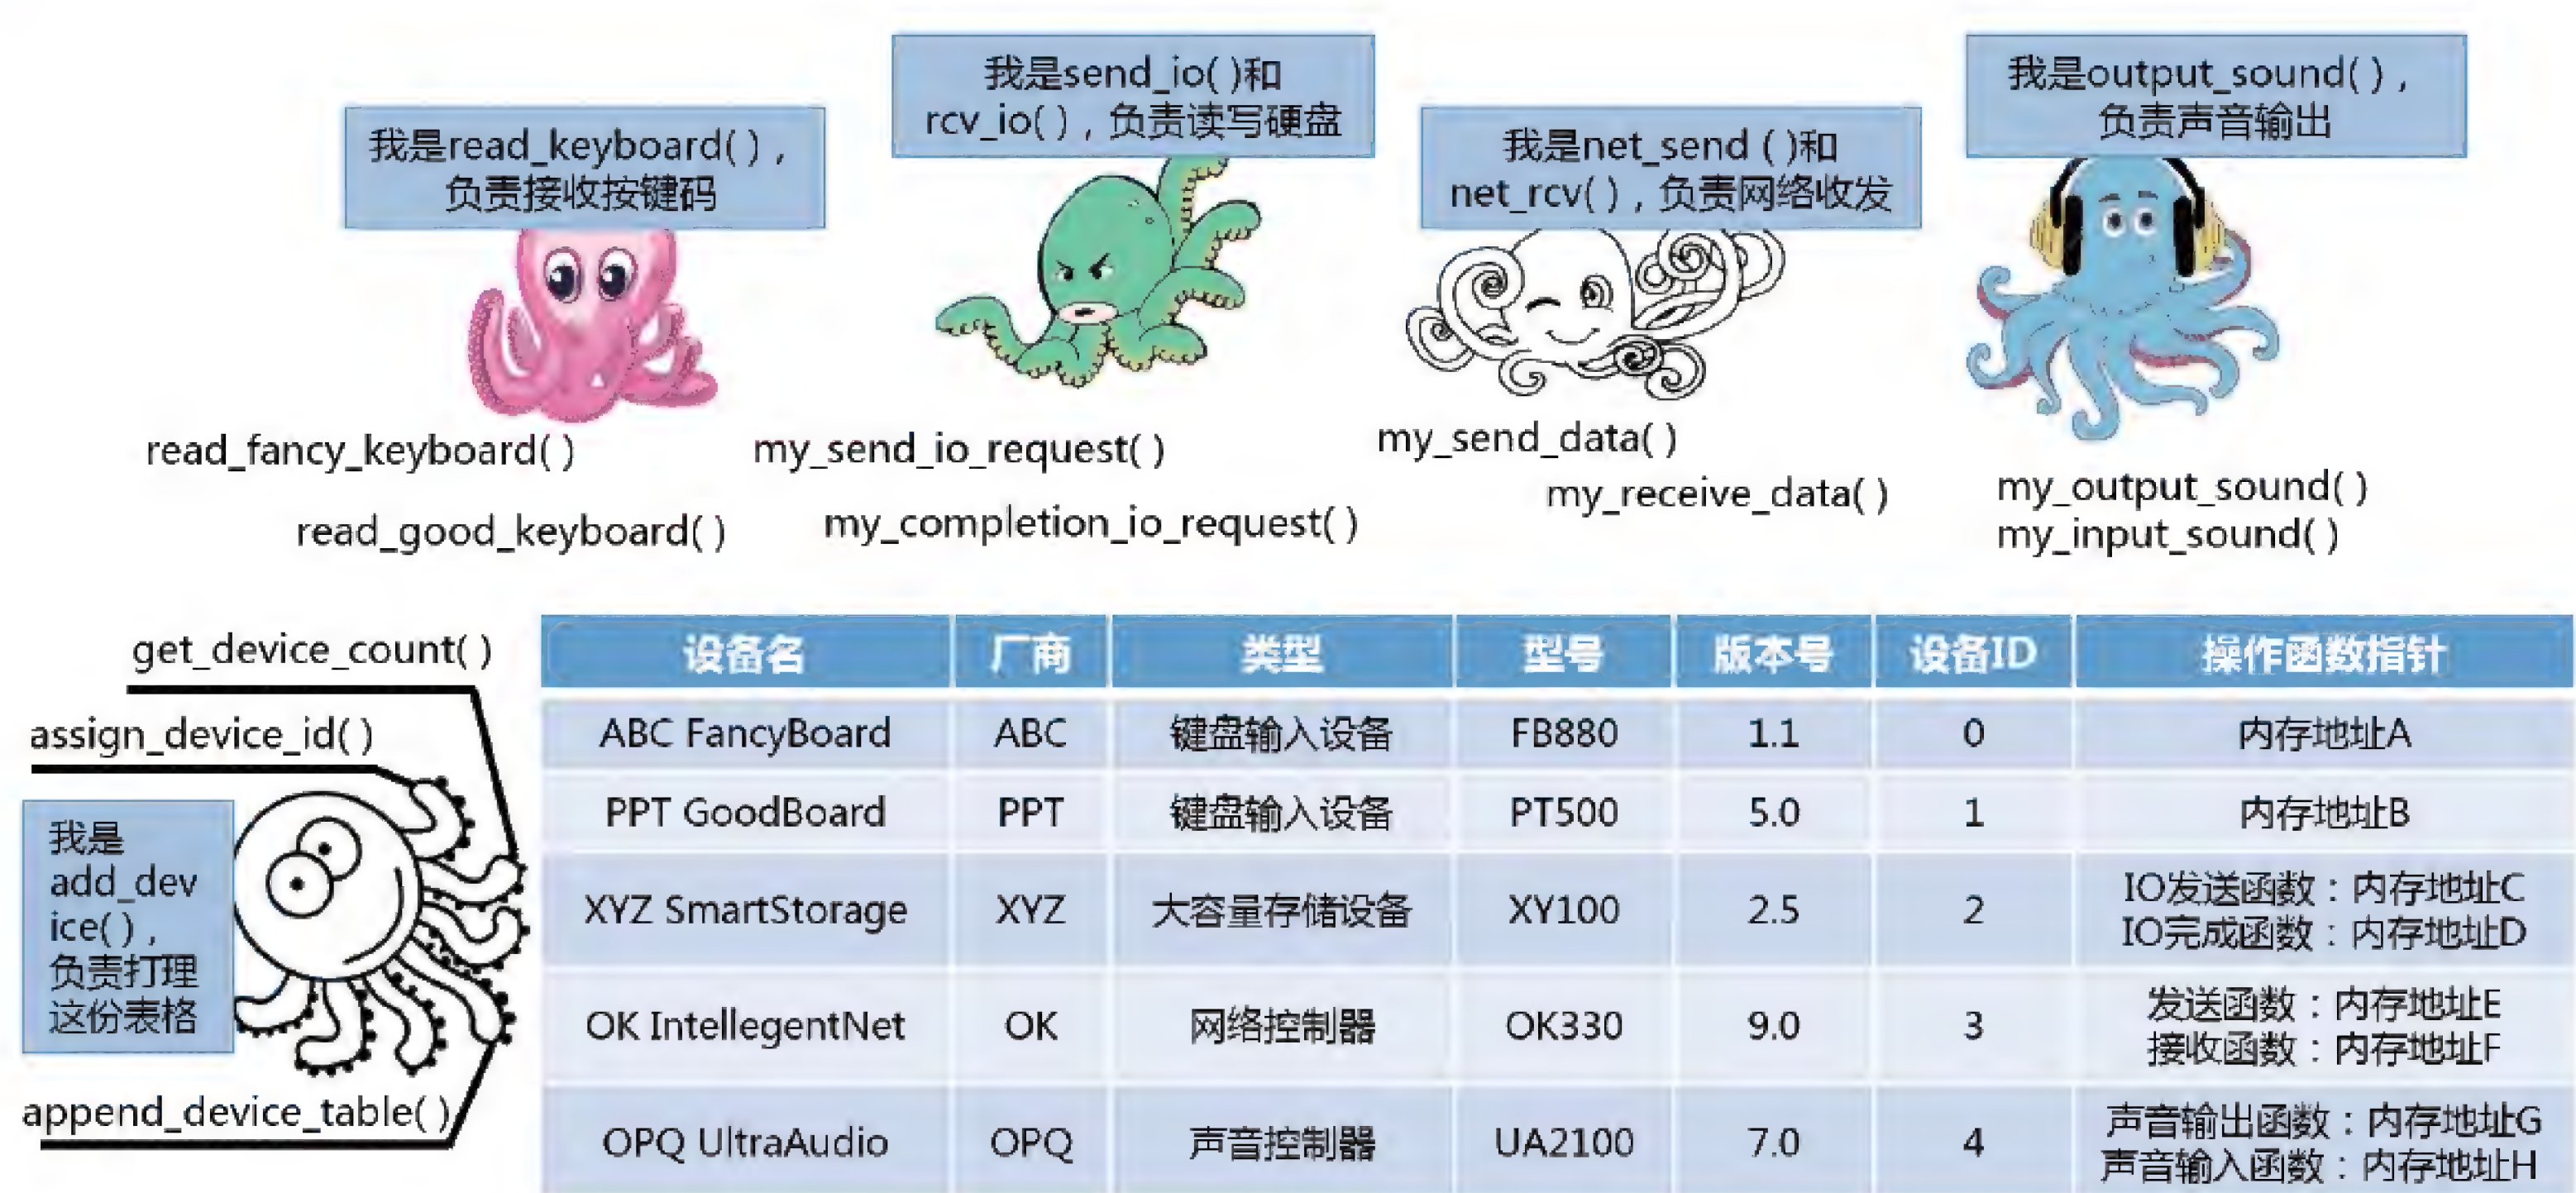 我是read_keyboard( ),
负责接收按键码
我是send_io( )和
rcv_io( ),负责读写硬盘
我是net_send ( )和
net_rcv( ),负责网络收发
我是output_sound( ),
负责声音输出
read_fancy_keyboard( )
read_good_keyboard( )
my_send_io_request( )
my_completion_io_request( )
my_send_data( )
my_receive_data( )
my_output_sound( )
my_input_sound( )
get_device_count( )
assign_device_id( )
我是
add_dev
ice( ),
负责打理
这份表格
append_device_table( )
设备名 厂商 类型 型号 版本号 设备ID 操作函数指针
ABC FancyBoard ABC 键盘输入设备 FB880 1.1 0 内存地址A
PPT GoodBoard PPT 键盘输入设备 PT500 5.0 1 内存地址B
XYZ SmartStorage XYZ 大容量存储设备 XY100 2.5 2 IO发送函数:内存地址C
IO完成函数:内存地址D
OK IntellegentNet OK 网络控制器 OK330 9.0 3 发送函数:内存地址E
接收函数:内存地址F
OPQ UltraAudio OPQ 声音控制器 UA2100 7.0 4 声音输出函数:内存地址G
声音输入函数:内存地址H